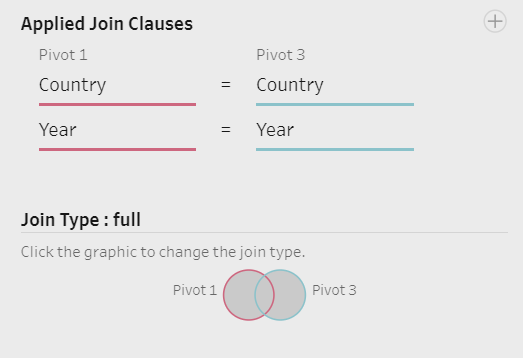 Applied Join Clauses
Pivot 1 Pivot 3
Country = Country
Year = Year
Join Type : full
Click the graphic to change the join type.
Pivot 1 Pivot 3